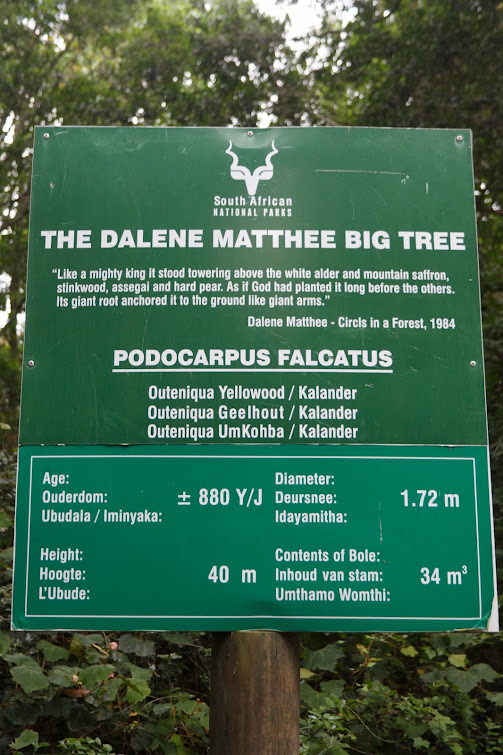 South African
NATIONAL PARKS
THE DALENE MATTHEE BIG TREE
“Like a mighty king it stood towering above the white alder and mountain saffron,
stinkwood, assegai and hard pear. As if God had planted it long before the others.
Its giant root anchored it to the ground like giant arms.”
Dalene Matthee - Circls in a Forest, 1984
PODOCARPUS FALCATUS
Outeniqua Yellowood / Kalander
Outeniqua Geelhout / Kalander
Outeniqua UmKohba / Kalander
Age:
Ouderdom: ± 880 Y/J
Ubudala / Iminyaka:
Diameter:
Deursnee: 1.72 m
Idayamitha:
Height:
Hoogte: 40 m
L'Ubude:
Contents of Bole:
Inhoud van stam: 34 m³
Umthamo Womthi: